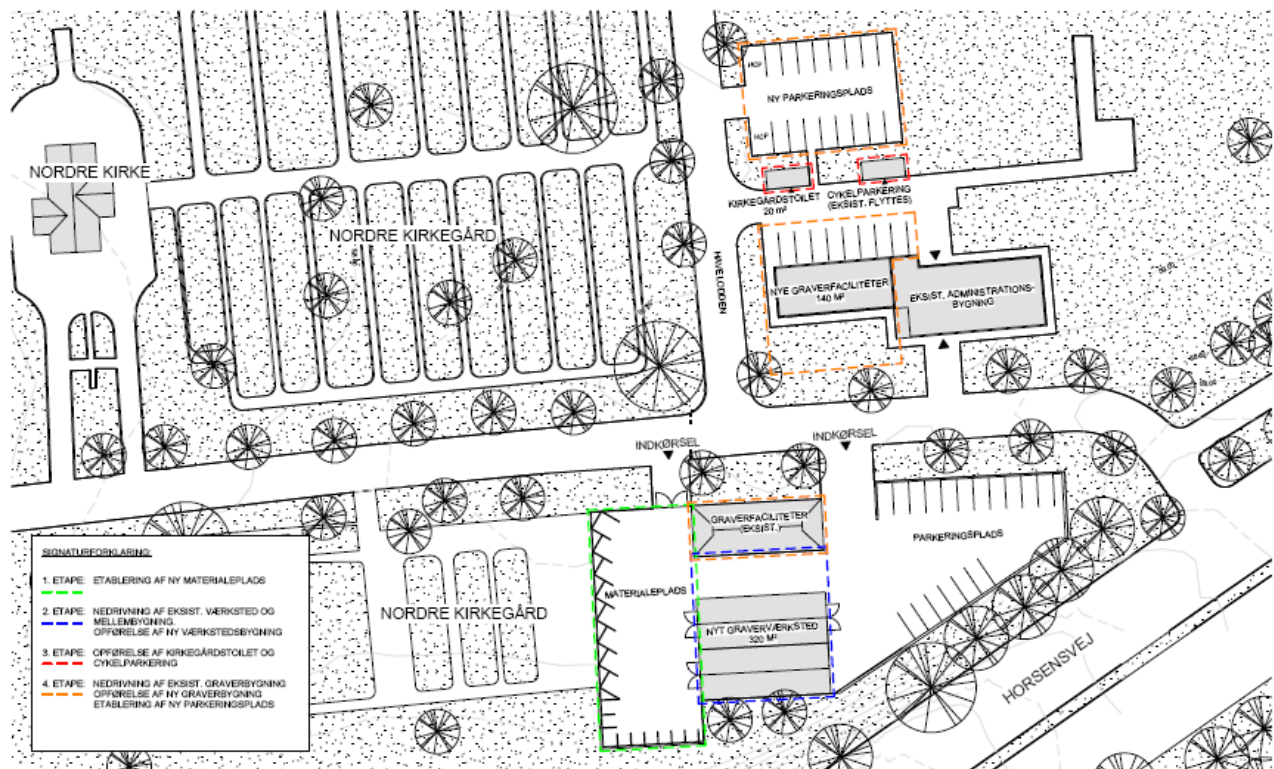 HCP
NY PARKERINGSPLADS
HCP
NORDRE KIRKE
KIRKEGÅRDSTOILET
20 m²
CYKELPARKERING
(EKSIST. FLYTTES)
NORDRE KIRKEGÅRD
HAVELODDEN
NYE GRAVERFACILITETER
140 M²
EKSIST. ADMINISTRATIONS-
BYGNING
INDKØRSEL
INDKØRSEL
GRAVERFACILITETER
(EKSIST.)
PARKERINGSPLADS
MATERIALEPLADS
NORDRE KIRKEGÅRD
NYT GRAVERVÆRKSTED
320 M²
HORSENSVEJ
SIGNATURFORKLARING:
1. ETAPE: ETABLERING AF NY MATERIALEPLADS
2. ETAPE: NEDRIVNING AF EKSIST. VÆRKSTED OG
MELLEMBYGNING.
OPFØRELSE AF NY VÆRKSTEDSBYGNING
3. ETAPE: OPFØRELSE AF KIRKEGÅRDSTOILET OG
CYKELPARKERING
4. ETAPE: NEDRIVNING AF EKSIST. GRAVERBYGNING
OPFØRELSE AF NY GRAVERBYGNING
ETABLERING AF NY PARKERINGSPLADS